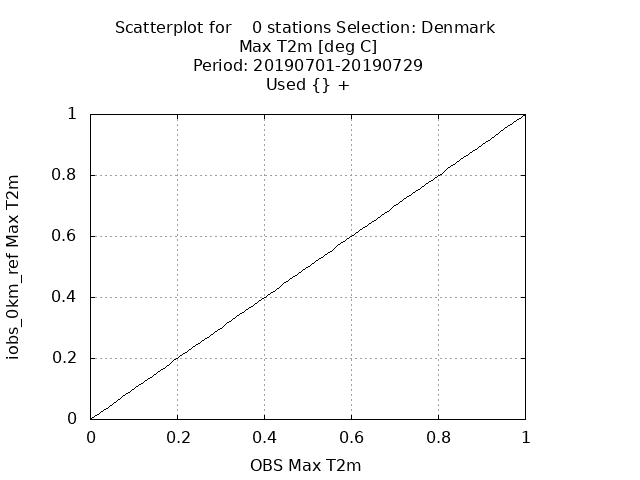 Scatterplot for    0 stations Selection: Denmark
Max T2m [deg C]
Period: 20190701-20190729
Used {} +
1
0.8
0.6
0.4
0.2
0
iobs_0km_ref Max T2m
0 0.2 0.4 0.6 0.8 1
OBS Max T2m